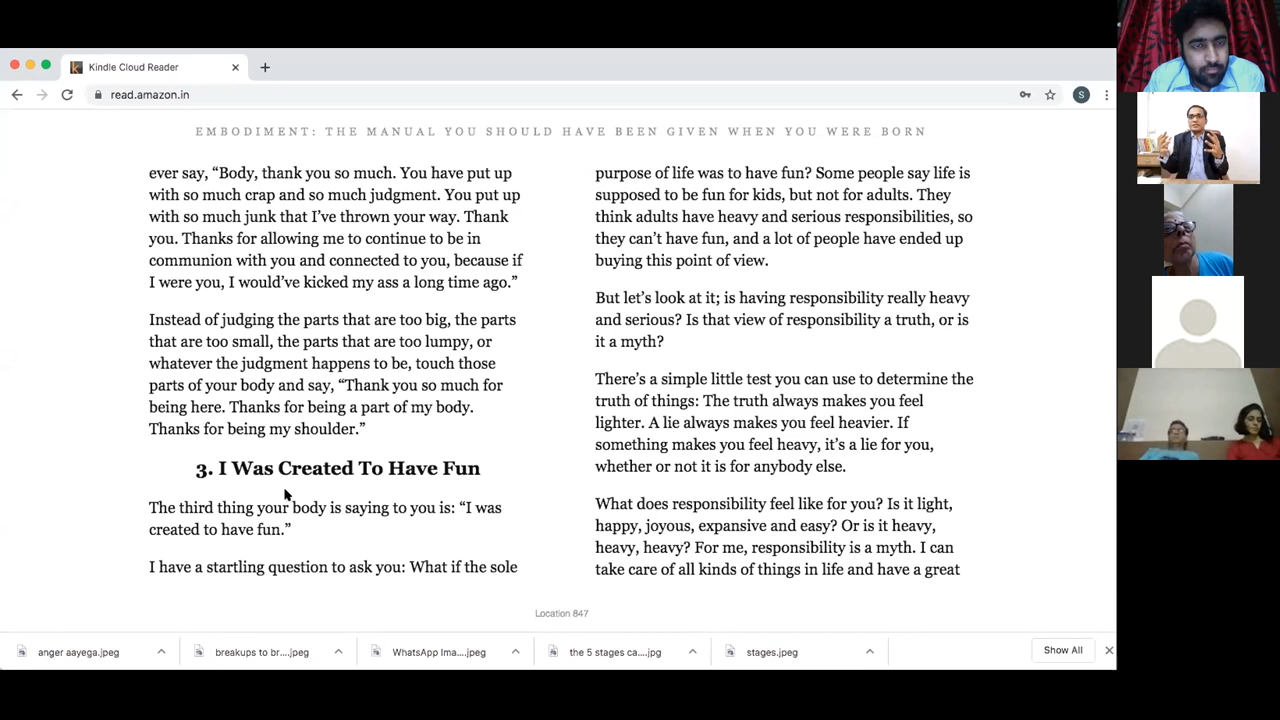 Kindle Cloud Reader
read.amazon.in
S
EMBODIMENT: THE MANUAL YOU SHOULD HAVE BEEN GIVEN WHEN YOU WERE BORN
ever say, “Body, thank you so much. You have put up
with so much crap and so much judgment. You put up
with so much junk that I’ve thrown your way. Thank
you. Thanks for allowing me to continue to be in
communion with you and connected to you, because if
I were you, I would’ve kicked my ass a long time ago.”
Instead of judging the parts that are too big, the parts
that are too small, the parts that are too lumpy, or
whatever the judgment happens to be, touch those
parts of your body and say, “Thank you so much for
being here. Thanks for being a part of my body.
Thanks for being my shoulder.”
3. I Was Created To Have Fun
The third thing your body is saying to you is: “I was
created to have fun.”
I have a startling question to ask you: What if the sole
purpose of life was to have fun? Some people say life is
supposed to be fun for kids, but not for adults. They
think adults have heavy and serious responsibilities, so
they can’t have fun, and a lot of people have ended up
buying this point of view.
But let’s look at it; is having responsibility really heavy
and serious? Is that view of responsibility a truth, or is
it a myth?
There’s a simple little test you can use to determine the
truth of things: The truth always makes you feel
lighter. A lie always makes you feel heavier. If
something makes you feel heavy, it’s a lie for you,
whether or not it is for anybody else.
What does responsibility feel like for you? Is it light,
happy, joyous, expansive and easy? Or is it heavy,
heavy, heavy? For me, responsibility is a myth. I can
take care of all kinds of things in life and have a great
Location 847
anger aayega.jpeg
breakups to br....jpeg
WhatsApp Ima....jpeg
the 5 stages ca....jpg
stages.jpeg
Show All